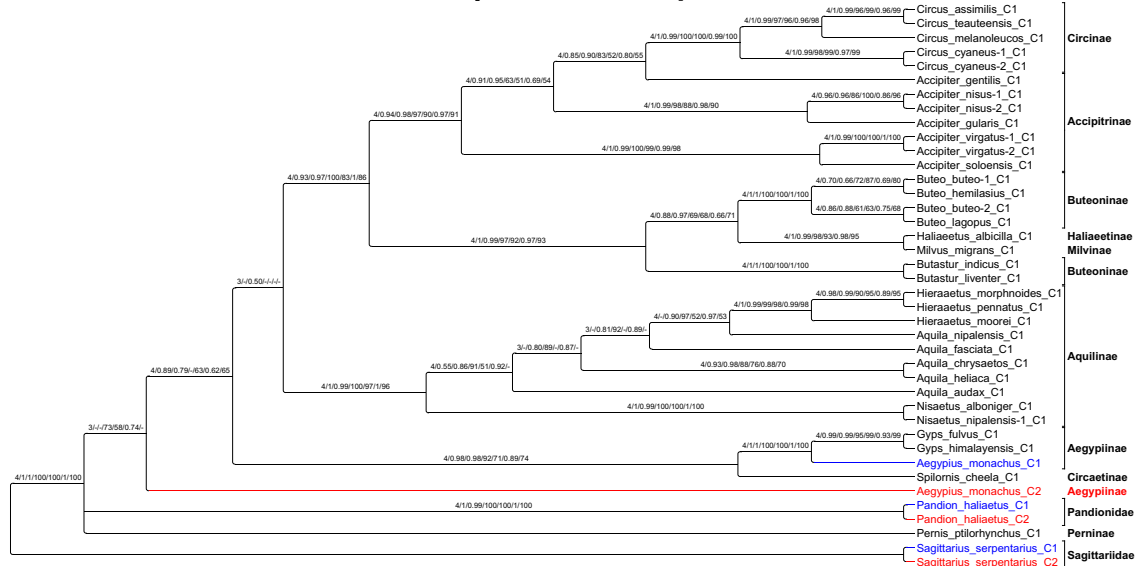 4/1/0.99/96/99/0.96/99
Circus_assimilis_C1
4/1/0.99/97/96/0.96/98
Circus_teauteensis_C1
4/1/0.99/100/100/0.99/100
Circus_melanoleucos_C1
Circinae
4/1/0.99/98/99/0.97/99
Circus_cyaneus-1_C1
4/0.85/0.90/83/52/0.80/55
Circus_cyaneus-2_C1
4/0.91/0.95/63/51/0.69/54
Accipiter_gentilis_C1
4/0.96/0.96/86/100/0.86/96
Accipiter_nisus-1_C1
4/1/0.99/98/88/0.98/90
Accipiter_nisus-2_C1
4/0.94/0.98/97/90/0.97/91
Accipiter_gularis_C1
Accipitrinae
4/1/0.99/100/100/1/100
Accipiter_virgatus-1_C1
4/1/0.99/100/99/0.99/98
Accipiter_virgatus-2_C1
4/0.93/0.97/100/83/1/86
Accipiter_soloensis_C1
4/0.70/0.66/72/87/0.69/80
Buteo_buteo-1_C1
4/1/1/100/100/1/100
Buteo_hemilasius_C1
Buteoninae
4/0.86/0.88/61/63/0.75/68
Buteo_buteo-2_C1
4/0.88/0.97/69/68/0.66/71
Buteo_lagopus_C1
4/1/0.99/98/93/0.98/95
Haliaeetus_albicilla_C1
Haliaeetinae
4/1/0.99/97/92/0.97/93
Milvus_migrans_C1
Milvinae
4/1/1/100/100/1/100
Butastur_indicus_C1
Buteoninae
Butastur_liventer_C1
3/-/0.50/-/-/-/-
4/0.98/0.99/90/95/0.89/95
Hieraaetus_morphnoides_C1
4/1/0.99/99/98/0.99/98
Hieraaetus_pennatus_C1
4/-/0.90/97/52/0.97/53
Hieraaetus_moorei_C1
3/-/0.81/92/-/0.89/-
Aquila_nipalensis_C1
3/-/0.80/89/-/0.87/-
Aquila_fasciata_C1
Aquilinae
4/0.93/0.98/88/76/0.88/70
Aquila_chrysaetos_C1
4/0.55/0.86/91/51/0.92/-
Aquila_heliaca_C1
4/0.89/0.79/-/63/0.62/65
4/1/0.99/100/97/1/96
Aquila_audax_C1
4/1/0.99/100/100/1/100
Nisaetus_alboniger_C1
Nisaetus_nipalensis-1_C1
3/-/-/73/58/0.74/-
4/0.99/0.99/95/99/0.93/99
Gyps_fulvus_C1
4/1/1/100/100/1/100
Gyps_himalayensis_C1
Aegypiinae
4/0.98/0.98/92/71/0.89/74
Aegypius_monachus_C1
4/1/1/100/100/1/100
Spilornis_cheela_C1
Circaetinae
Aegypius_monachus_C2
Aegypiinae
4/1/0.99/100/100/1/100
Pandion_haliaetus_C1
Pandionidae
Pandion_haliaetus_C2
Pernis_ptilorhynchus_C1
Perninae
Sagittarius_serpentarius_C1
Sagittariidae
Sagittarius_serpentarius_C2